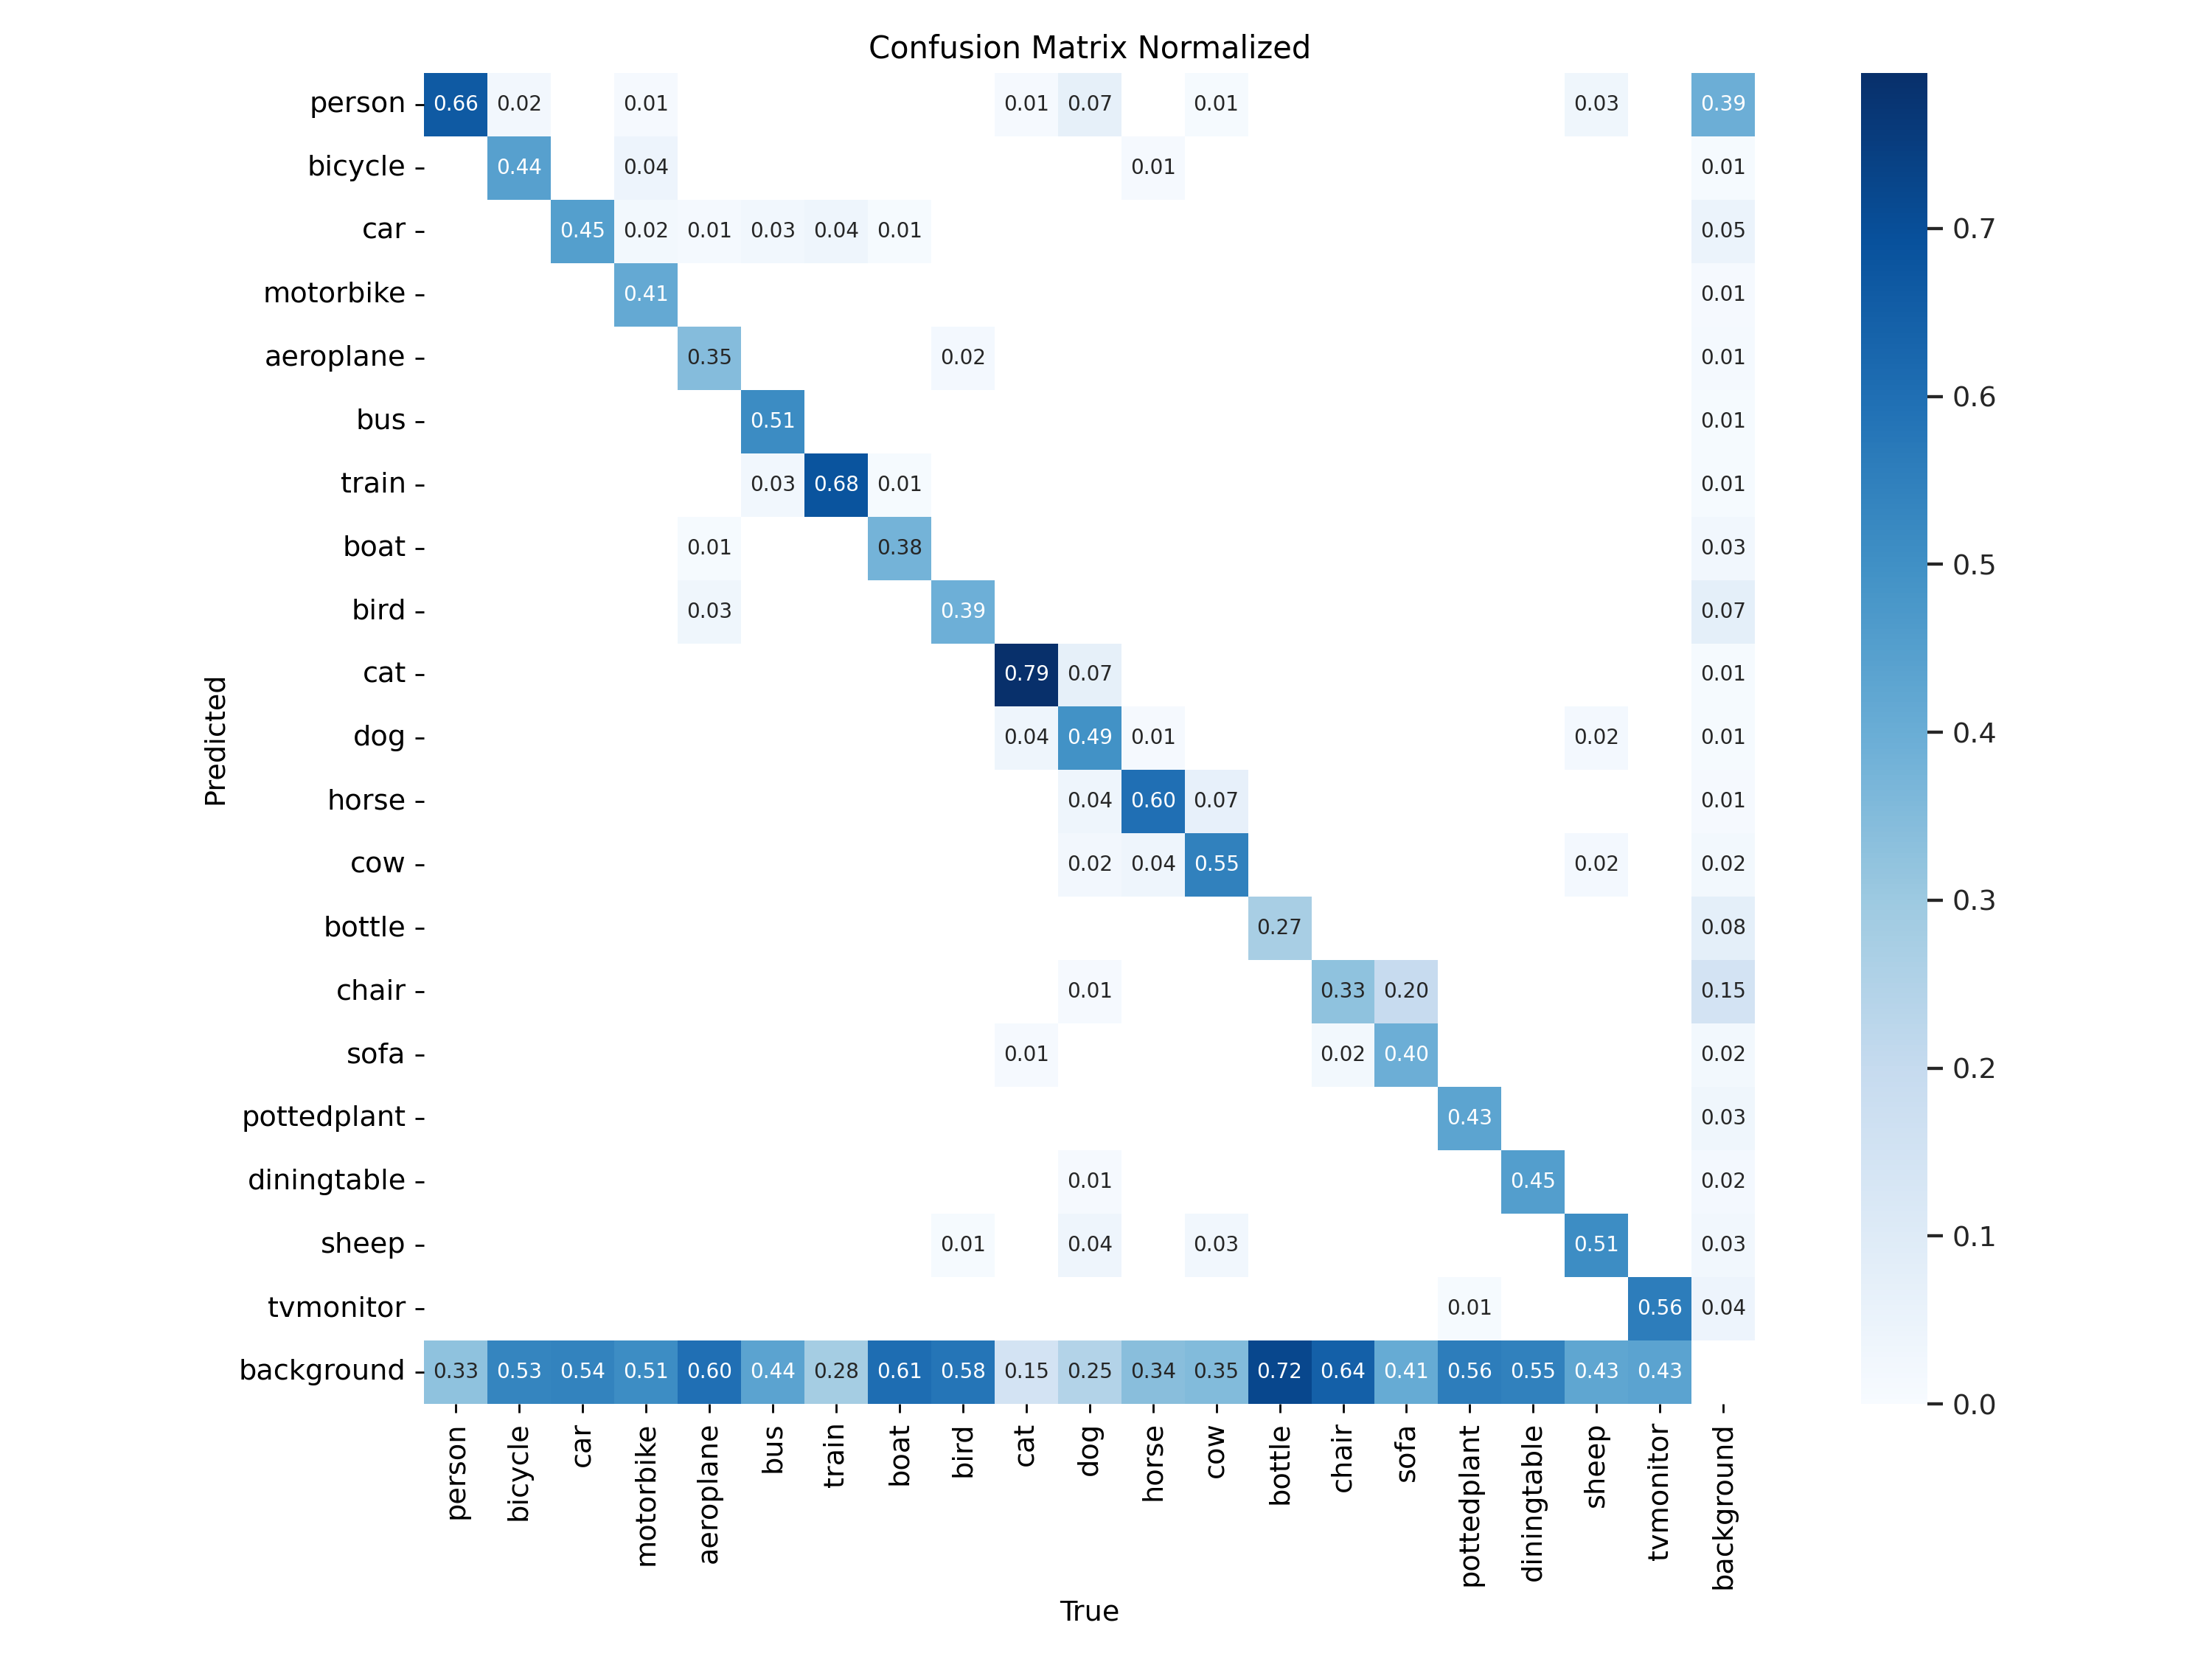 Confusion Matrix Normalized
person 0.66 0.02 0.01 0.01 0.07 0.01 0.03 0.39
bicycle 0.44 0.04 0.01 0.01
car 0.45 0.02 0.01 0.03 0.04 0.01 0.05
motorbike 0.41 0.01
aeroplane 0.35 0.02 0.01
bus 0.51 0.01
train 0.03 0.68 0.01 0.01
boat 0.01 0.38 0.03
bird 0.03 0.39 0.07
cat 0.79 0.07 0.01
dog 0.04 0.49 0.01 0.02 0.01
horse 0.04 0.60 0.07 0.01
cow 0.02 0.04 0.55 0.02 0.02
bottle 0.27 0.08
chair 0.01 0.33 0.20 0.15
sofa 0.01 0.02 0.40 0.02
pottedplant 0.43 0.03
diningtable 0.01 0.45 0.02
sheep 0.01 0.04 0.03 0.51 0.03
tvmonitor 0.01 0.56 0.04
background 0.33 0.53 0.54 0.51 0.60 0.44 0.28 0.61 0.58 0.15 0.25 0.34 0.35 0.72 0.64 0.41 0.56 0.55 0.43 0.43
Predicted
person bicycle car motorbike aeroplane bus train boat bird cat dog horse cow bottle chair sofa pottedplant diningtable sheep tvmonitor background
True
0.7
0.6
0.5
0.4
0.3
0.2
0.1
0.0